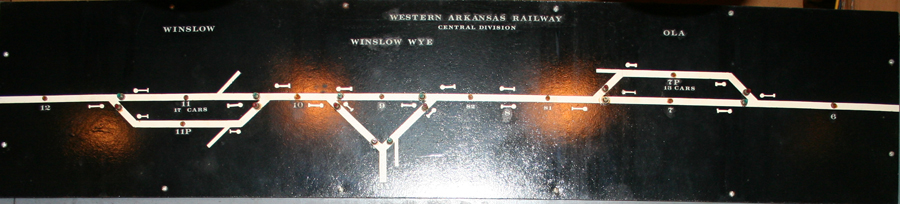 WESTERN ARKANSAS RAILWAY
CENTRAL DIVISION
WINSLOW
WINSLOW WYE
OLA
7P
13 CARS
12
11
17 CARS
10
9
82
81
7
6
11P